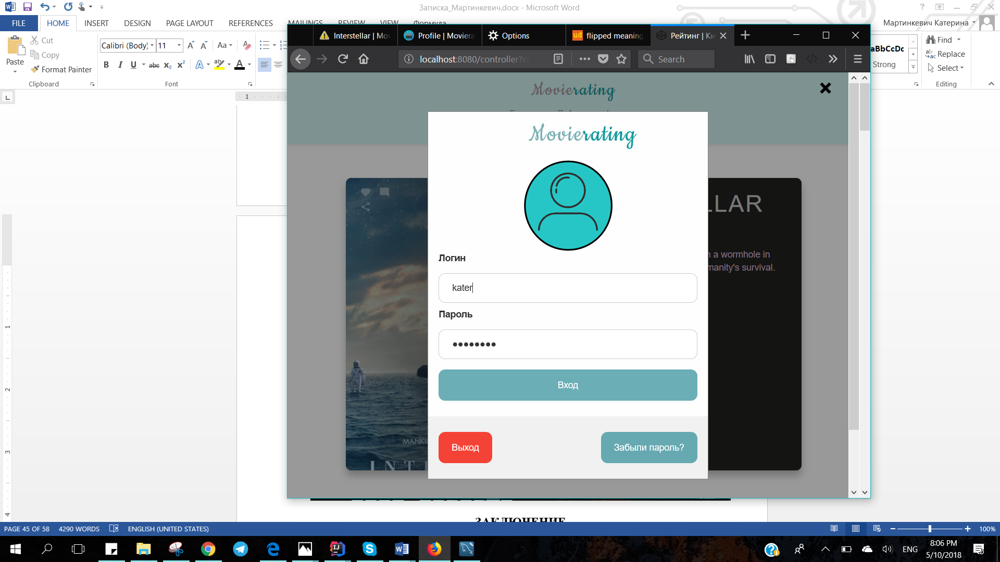 Записка_Мартинкевич.docx - Microsoft Word
FILE HOME INSERT DESIGN PAGE LAYOUT REFERENCES MAILINGS REVIEW VIEW Формула
Мартинкевич Катерина
Paste
Cut
Copy
Format Painter
Clipboard
Calibri (Body) 11
Font
Strong
Find
Replace
Select
Editing
Interstellar | Mov
Profile | Moviera
Options
flipped meaning
Рейтинг | Ки
localhost:8080/controller?c
Search
Movierating
Movierating
LLAR
a wormhole in
manity's survival.
Логин
kater
Пароль
Вход
Выход
Забыли пароль?
MANKI
INT
ЗАКЛЮЧЕНИЕ
PAGE 45 OF 58 4290 WORDS ENGLISH (UNITED STATES)
100%
ENG
8:06 PM
5/10/2018